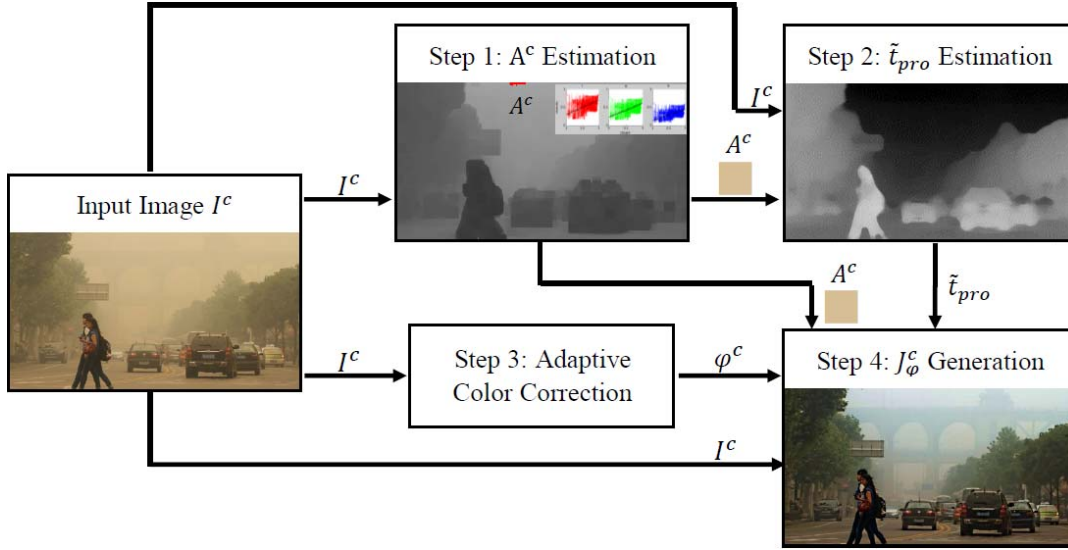 Step 1: A^c Estimation
A^c
Step 2: t̃_pro Estimation
I^c
A^c
Input Image I^c
I^c
A^c
t̃_pro
I^c
Step 3: Adaptive
Color Correction
φ^c
Step 4: J^c_φ Generation
I^c